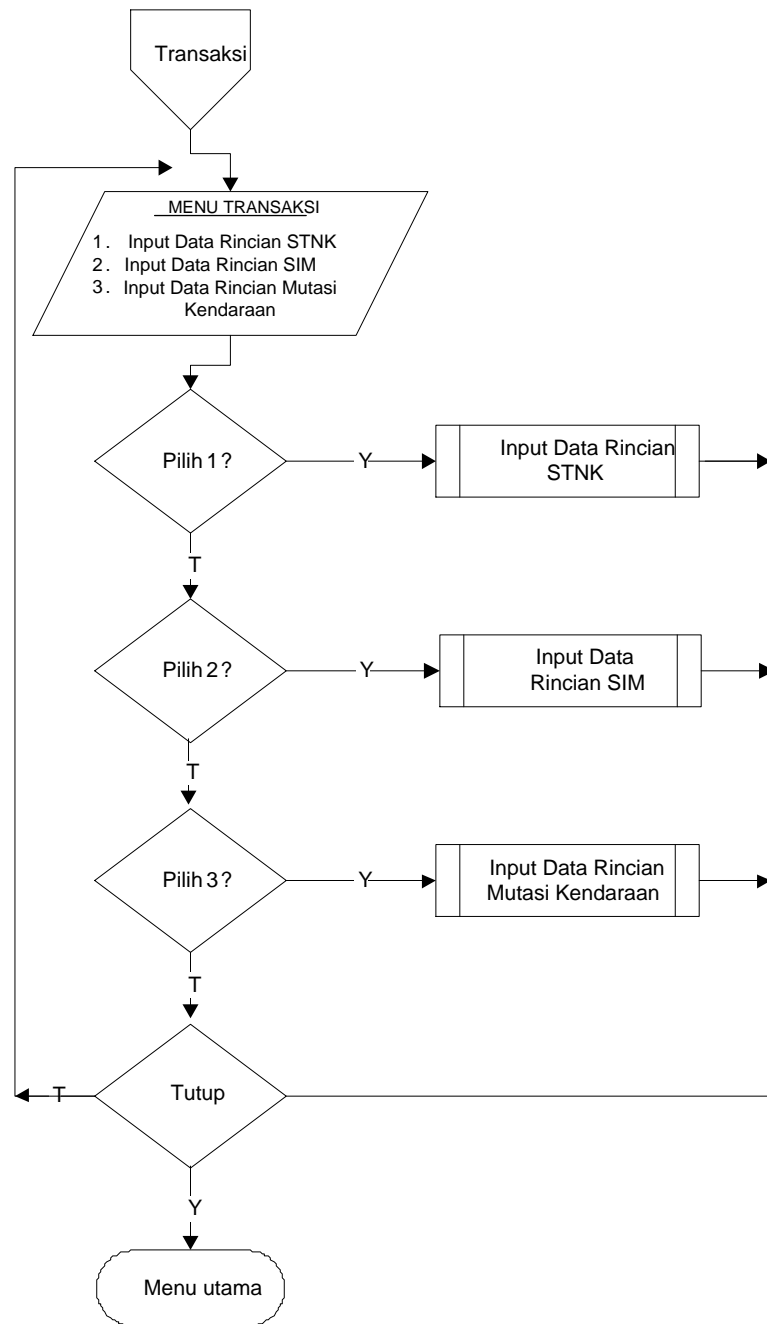 Transaksi
MENU TRANSAKSI
1. Input Data Rincian STNK
2. Input Data Rincian SIM
3. Input Data Rincian Mutasi
Kendaraan
Pilih 1?
Y
Input Data Rincian
STNK
T
Pilih 2?
Y
Input Data
Rincian SIM
T
Pilih 3?
Y
Input Data Rincian
Mutasi Kendaraan
T
T
Tutup
Y
Menu utama